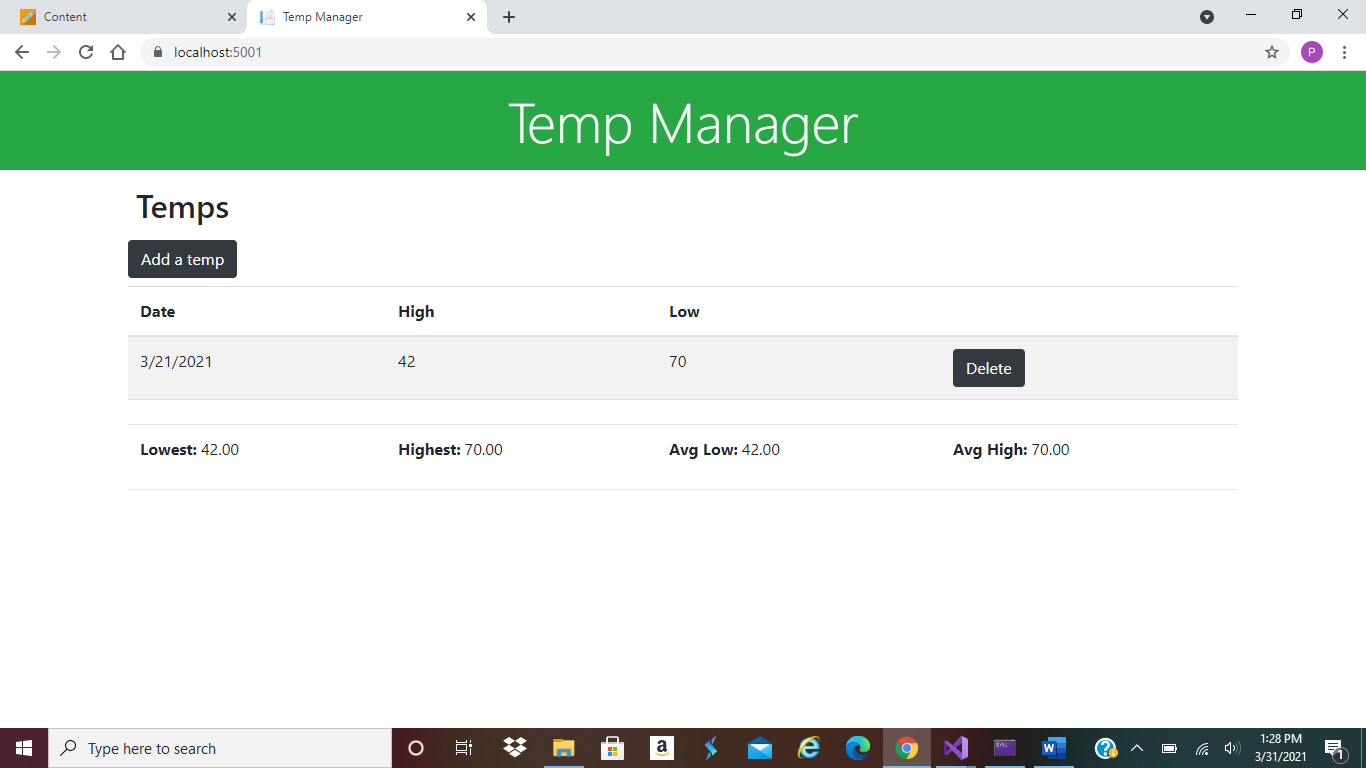 Content
Temp Manager
localhost:5001
P
Temp Manager
Temps
Add a temp
Date High Low
3/21/2021 42 70 Delete
Lowest: 42.00 Highest: 70.00 Avg Low: 42.00 Avg High: 70.00
Type here to search
1:28 PM
3/31/2021
1